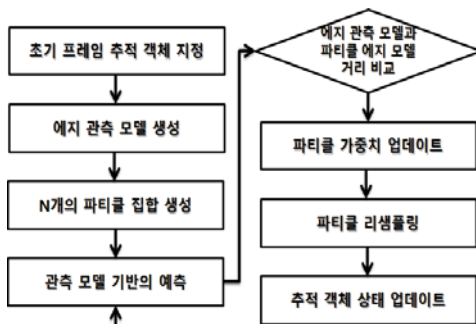 초기 프레임 추적 객체 지정
에지 관측 모델 생성
N개의 파티클 집합 생성
관측 모델 기반의 예측
에지 관측 모델과
파티클 에지 모델
거리 비교
파티클 가중치 업데이트
파티클 리샘플링
추적 객체 상태 업데이트